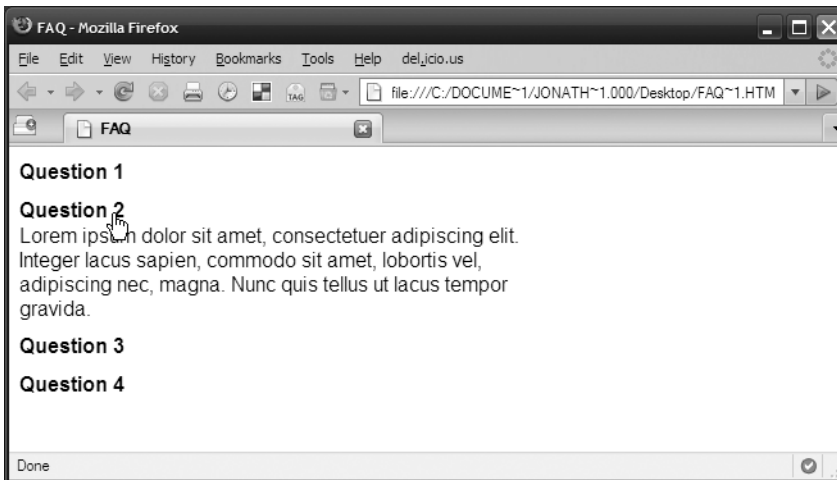 FAQ - Mozilla Firefox
File Edit View History Bookmarks Tools Help del.icio.us
TAG file:///C:/DOCUME~1/JONATH~1.000/Desktop/FAQ~1.HTM
FAQ
Question 1
Question 2
Lorem ipsum dolor sit amet, consectetuer adipiscing elit.
Integer lacus sapien, commodo sit amet, lobortis vel,
adipiscing nec, magna. Nunc quis tellus ut lacus tempor
gravida.
Question 3
Question 4
Done